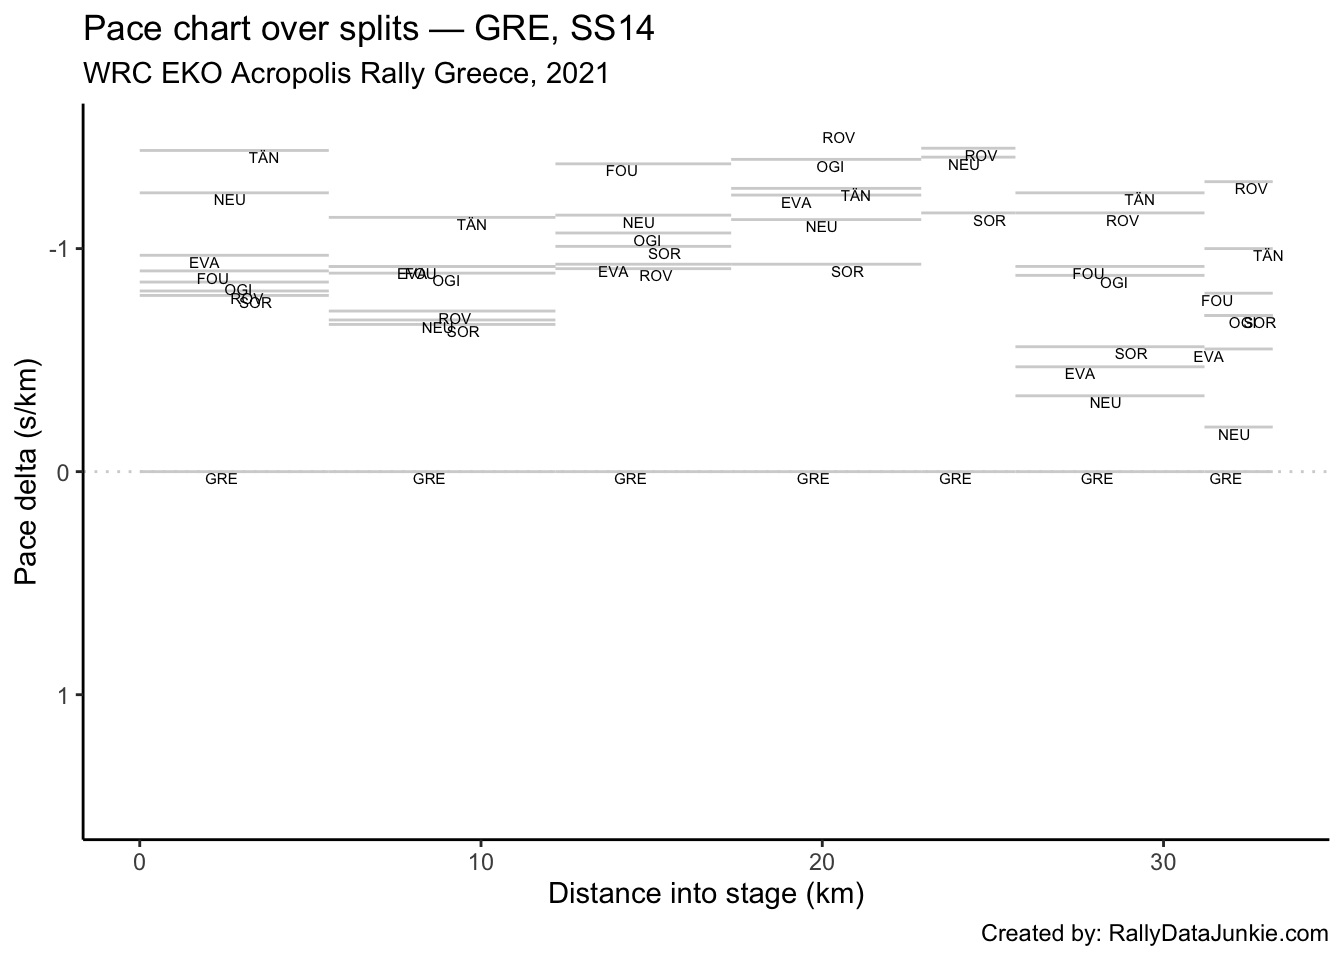 Pace chart over splits — GRE, SS14
WRC EKO Acropolis Rally Greece, 2021
Pace delta (s/km)
-1
0
1
TÄN
NEU
EVA
FOU
OGI
ROV
SOR
GRE
TÄN
EVA
FOU
OGI
ROV
NEU
SOR
GRE
FOU
NEU
OGI
SOR
EVA
ROV
GRE
ROV
OGI
TÄN
EVA
NEU
SOR
GRE
ROV
NEU
SOR
GRE
TÄN
ROV
FOU
OGI
SOR
EVA
NEU
GRE
ROV
TÄN
FOU
OGI
SOR
EVA
NEU
GRE
0 10 20 30
Distance into stage (km)
Created by: RallyDataJunkie.com